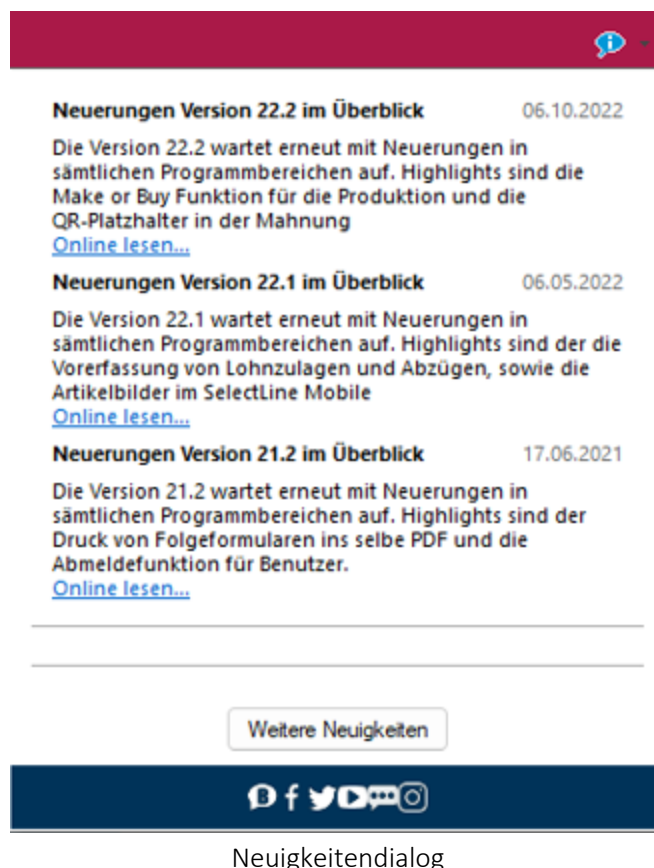 Neuerungen Version 22.2 im Überblick 06.10.2022
Die Version 22.2 wartet erneut mit Neuerungen in
sämtlichen Programmbereichen auf. Highlights sind die
Make or Buy Funktion für die Produktion und die
QR-Platzhalter in der Mahnung
Online lesen...
Neuerungen Version 22.1 im Überblick 06.05.2022
Die Version 22.1 wartet erneut mit Neuerungen in
sämtlichen Programmbereichen auf. Highlights sind der die
Vorerfassung von Lohnzulagen und Abzügen, sowie die
Artikelbilder im SelectLine Mobile
Online lesen...
Neuerungen Version 21.2 im Überblick 17.06.2021
Die Version 21.2 wartet erneut mit Neuerungen in
sämtlichen Programmbereichen auf. Highlights sind der
Druck von Folgeformularen ins selbe PDF und die
Abmeldefunktion für Benutzer.
Online lesen...
Weitere Neuigkeiten
Neuigkeitendialog